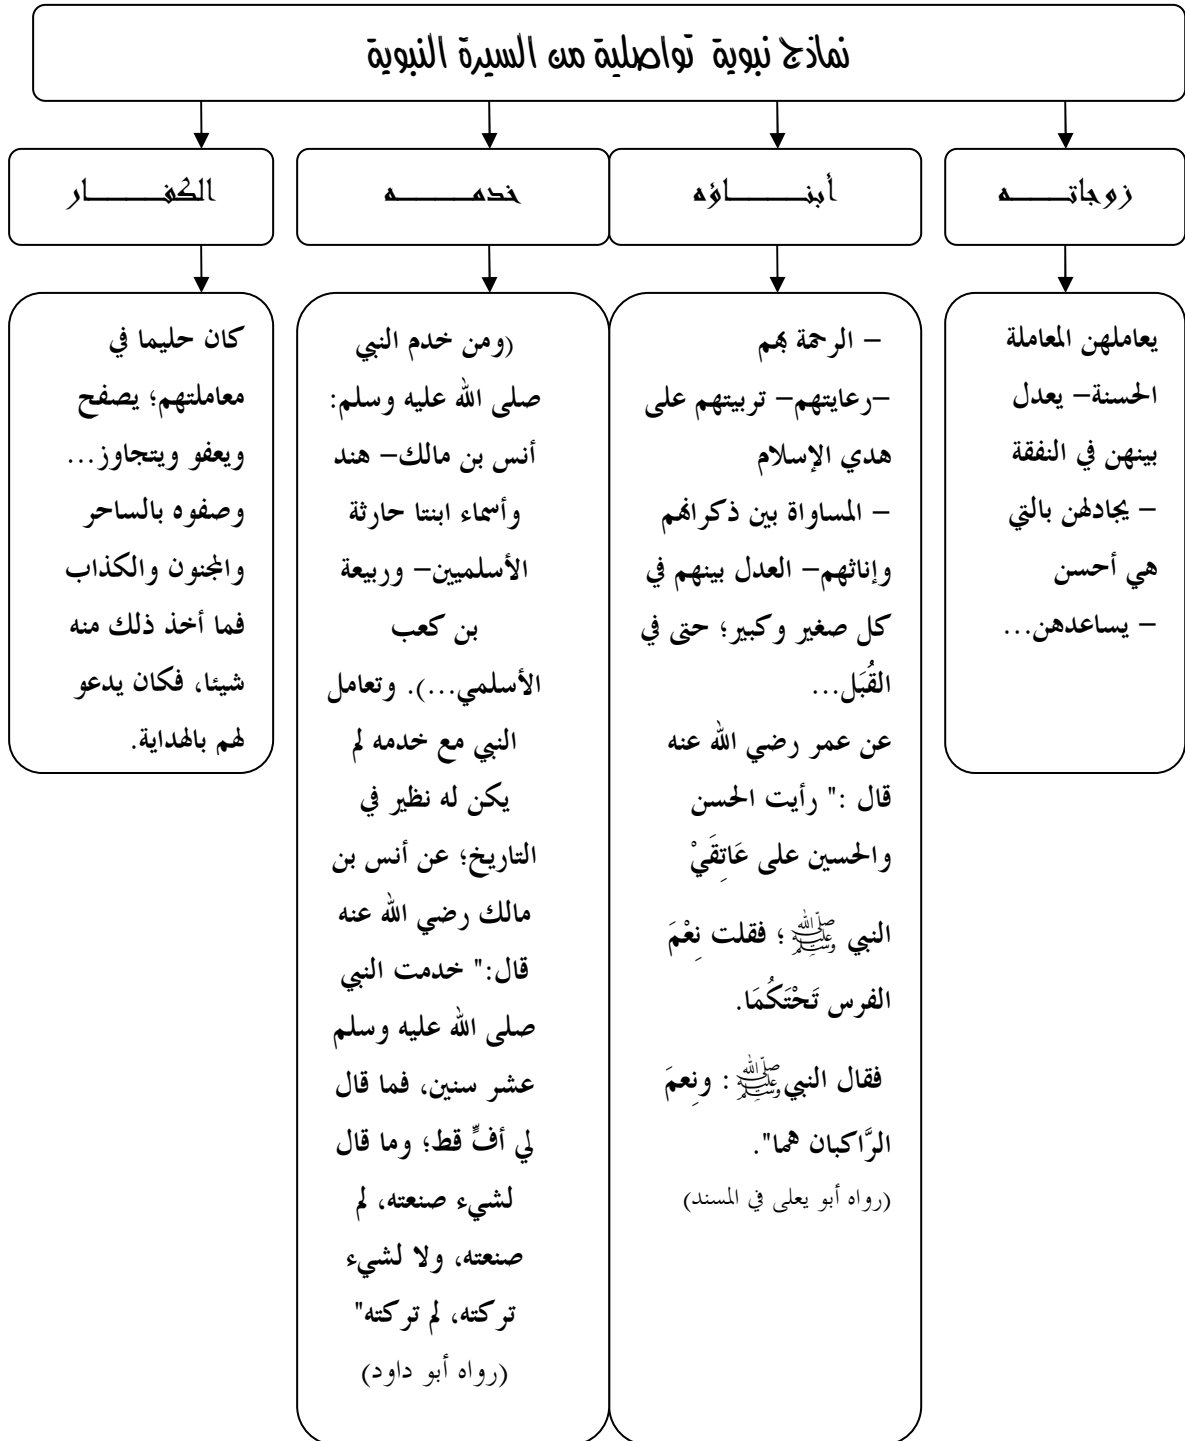 نماذج نبوية تواصلية من السيرة النبوية
زوجاتـــــه
أبنـــــــاؤه
خدمـــــــه
الكفـــــــار
يعاملهن المعاملة
الحسنة– يعدل
بينهن في النفقة
– يجادلهن بالتي
هي أحسن
– يساعدهن...
– الرحمة بهم
–رعايتهم– تربيتهم على
هدي الإسلام
– المساواة بين ذكرانهم
وإناثهم– العدل بينهم في
كل صغير وكبير؛ حتى في
القُبَل...
عن عمر رضي الله عنه
قال :" رأيت الحسن
والحسين على عَاتِقَيْ
النبي ﷺ ؛ فقلت نِعْمَ
الفرس تَحْتَكُمَا.
فقال النبي ﷺ : ونِعمَ
الرَّاكبان هما".
(رواه أبو يعلى في المسند)
(ومن خدم النبي
صلى الله عليه وسلم:
أنس بن مالك– هند
وأسماء ابنتا حارثة
الأسلميين– وربيعة
بن كعب
الأسلمي...). وتعامل
النبي مع خدمه لم
يكن له نظير في
التاريخ؛ عن أنس بن
مالك رضي الله عنه
قال:" خدمت النبي
صلى الله عليه وسلم
عشر سنين، فما قال
لي أفٍّ قط؛ وما قال
لشيء صنعته، لم
صنعته، ولا لشيء
تركته، لم تركته"
(رواه أبو داود)
كان حليما في
معاملتهم؛ يصفح
ويعفو ويتجاوز...
وصفوه بالساحر
والمجنون والكذاب
فما أخذ ذلك منه
شيئا، فكان يدعو
لهم بالهداية.